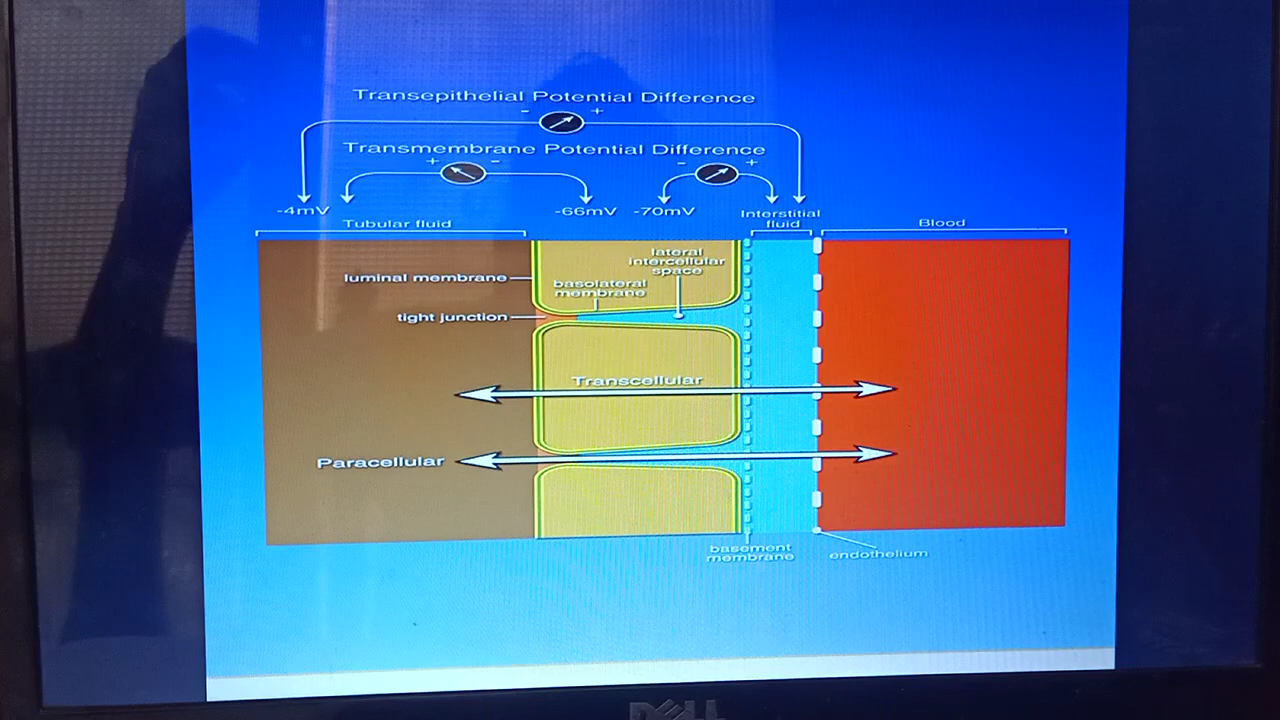 Transepithelial Potential Difference
- +
Transmembrane Potential Difference
+ - - +
-4mV -66mV -70mV
Tubular fluid
Interstitial
fluid
Blood
luminal membrane
lateral
intercellular
space
basolateral
membrane
tight junction
Transcellular
Paracellular
basement
membrane
endothelium
DELL